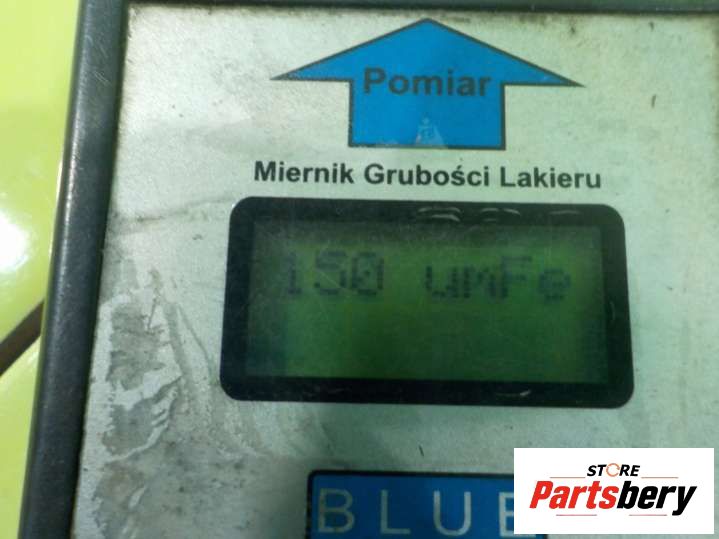 Pomiar
Miernik Grubości Lakieru
150 umFe
BLUE
STORE
Partsbery